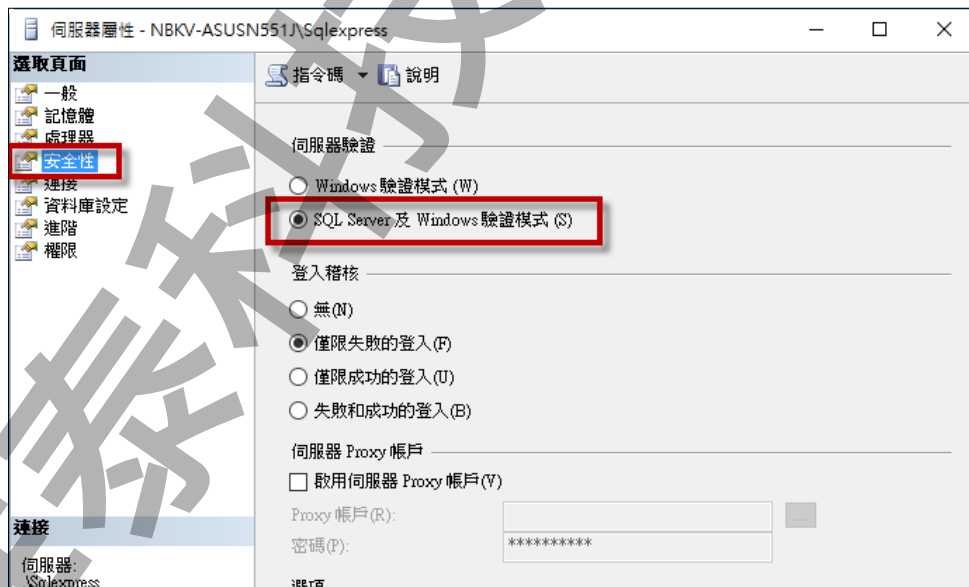 伺服器屬性 - NBKV-ASUSN551J\Sqlexpress
選取頁面
一般
記憶體
處理器
安全性
連接
資料庫設定
進階
權限
連接
伺服器:
\Sqlexpress
指令碼
說明
伺服器驗證
Windows 驗證模式 (W)
SQL Server 及 Windows 驗證模式 (S)
登入稽核
無(N)
僅限失敗的登入(F)
僅限成功的登入(U)
失敗和成功的登入(B)
伺服器 Proxy 帳戶
啟用伺服器 Proxy 帳戶(V)
Proxy 帳戶(R):
...
密碼(P):
**********
選項
泰科技